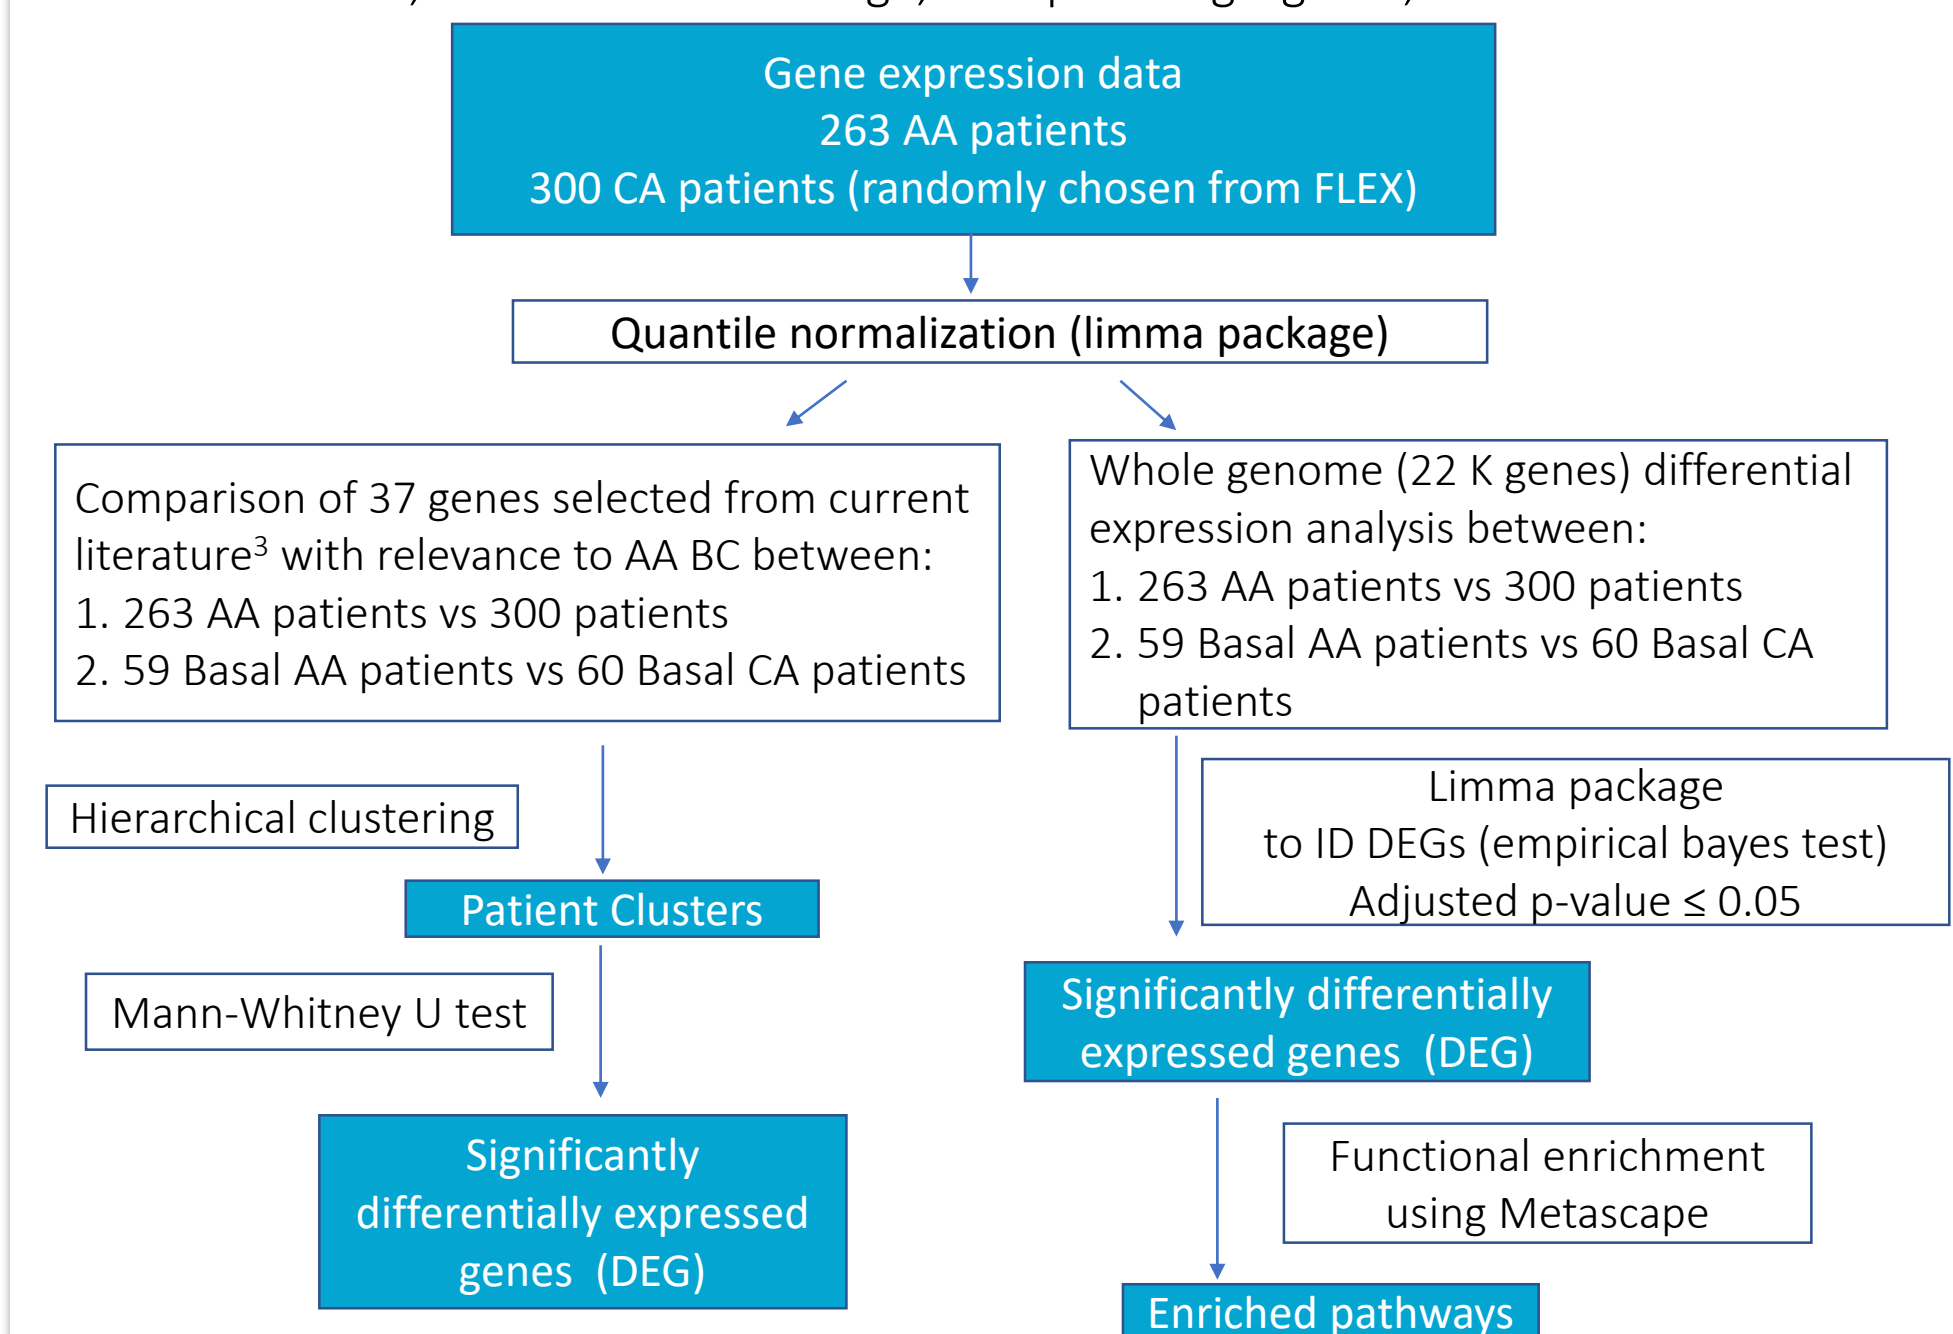 Gene expression data
263 AA patients
300 CA patients (randomly chosen from FLEX)
Quantile normalization (limma package)
Comparison of 37 genes selected from current
literature³ with relevance to AA BC between:
1. 263 AA patients vs 300 patients
2. 59 Basal AA patients vs 60 Basal CA patients
Whole genome (22 K genes) differential
expression analysis between:
1. 263 AA patients vs 300 patients
2. 59 Basal AA patients vs 60 Basal CA
patients
Hierarchical clustering
Limma package
to ID DEGs (empirical bayes test)
Adjusted p-value ≤ 0.05
Patient Clusters
Mann-Whitney U test
Significantly differentially
expressed genes (DEG)
Significantly
differentially expressed
genes (DEG)
Functional enrichment
using Metascape
Enriched pathways